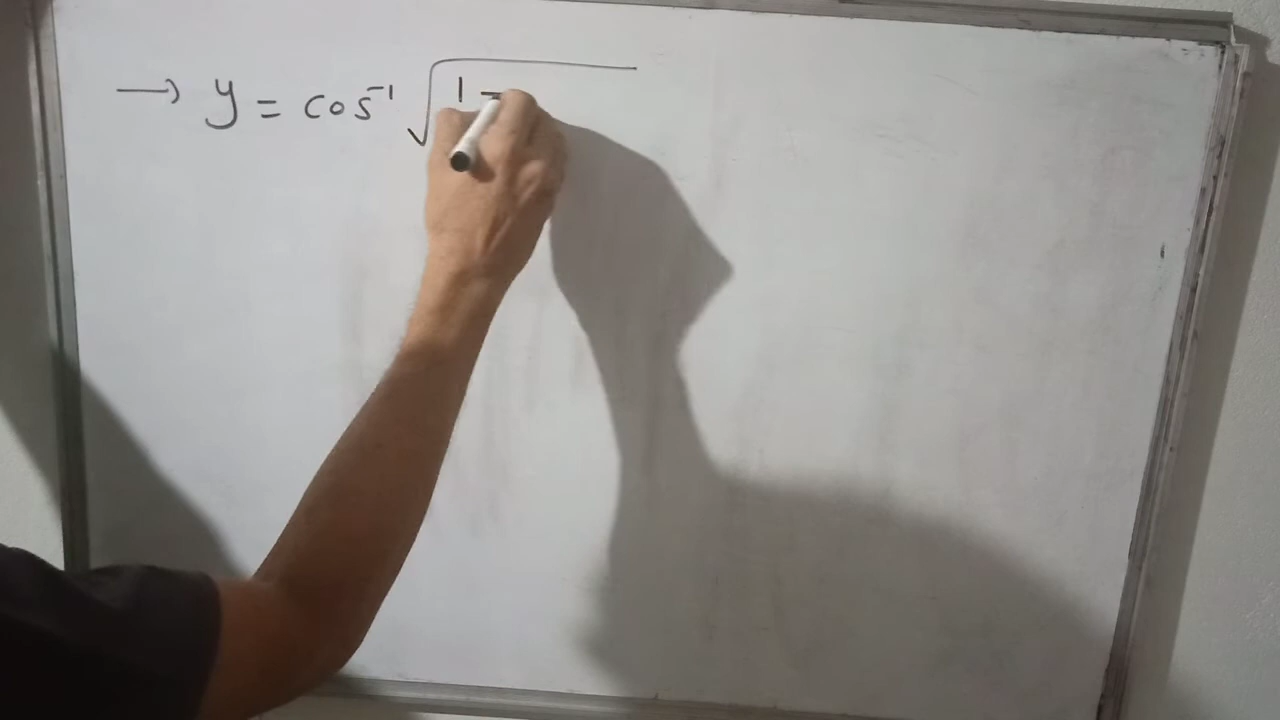 → y = cos⁻¹ √1 -